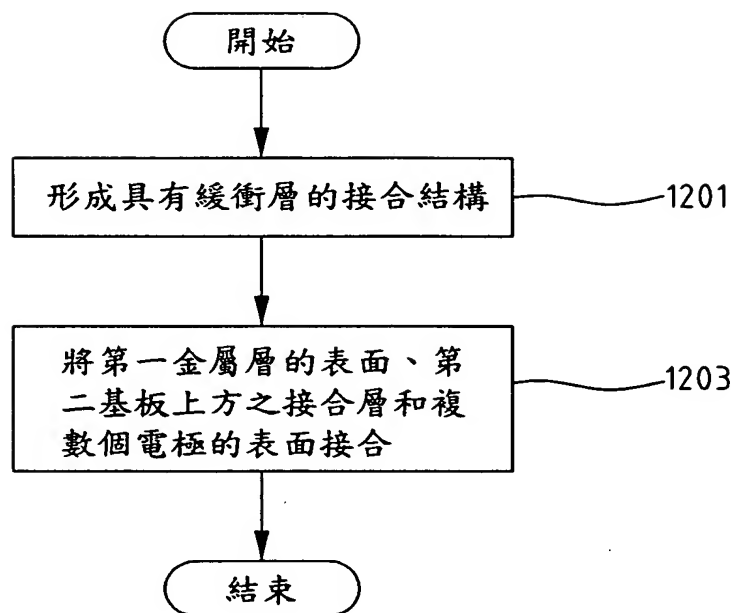 開始
形成具有緩衝層的接合結構
1201
將第一金屬層的表面、第
二基板上方之接合層和複
數個電極的表面接合
1203
結束